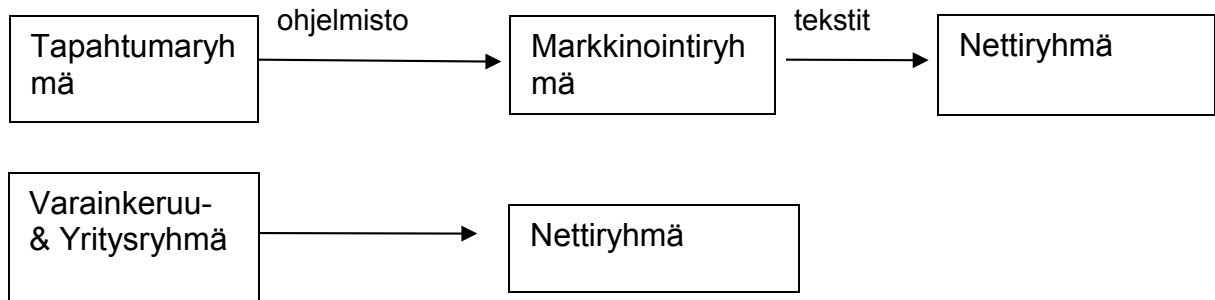 ohjelmisto
tekstit
Tapahtumaryh
mä
Markkinointiryh
mä
Nettiryhmä
Varainkeruu-
& Yritysryhmä
Nettiryhmä